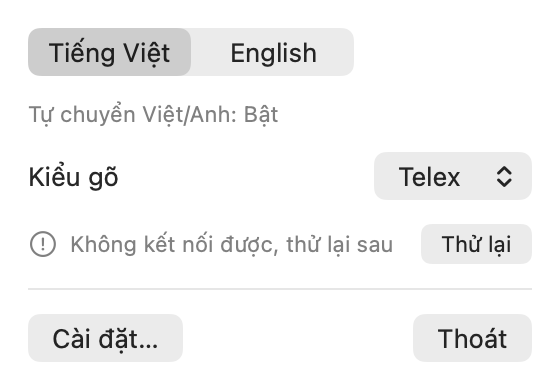 Tiếng Việt English
Tự chuyển Việt/Anh: Bật
Kiểu gõ Telex
Không kết nối được, thử lại sau Thử lại
Cài đặt... Thoát